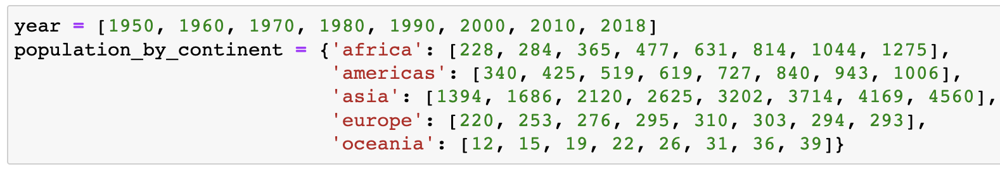 year = [1950, 1960, 1970, 1980, 1990, 2000, 2010, 2018]
population_by_continent = {'africa': [228, 284, 365, 477, 631, 814, 1044, 1275],
                           'americas': [340, 425, 519, 619, 727, 840, 943, 1006],
                           'asia': [1394, 1686, 2120, 2625, 3202, 3714, 4169, 4560],
                           'europe': [220, 253, 276, 295, 310, 303, 294, 293],
                           'oceania': [12, 15, 19, 22, 26, 31, 36, 39]}